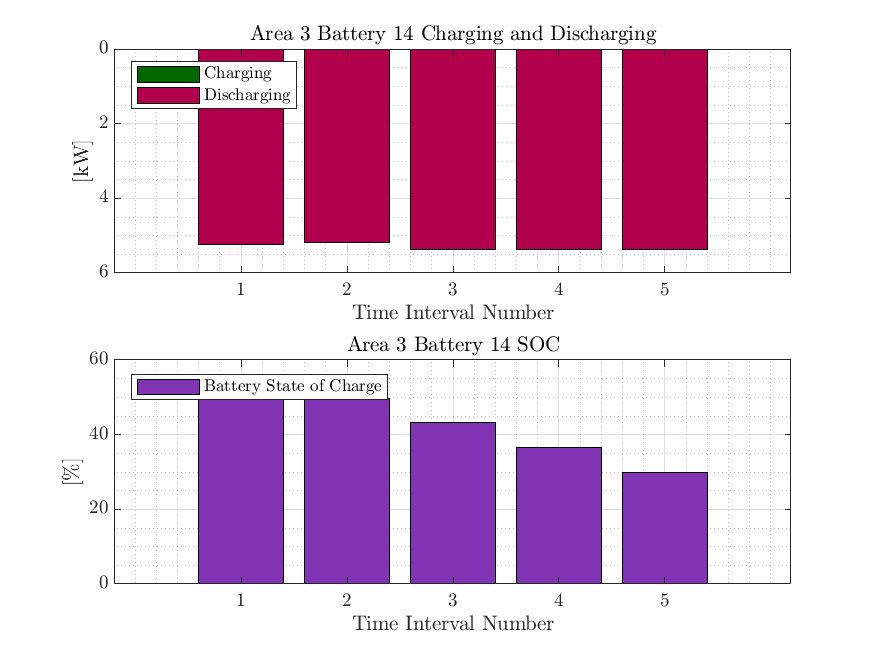 Area 3 Battery 14 Charging and Discharging
0
2
4
6
[kW]
Charging
Discharging
1 2 3 4 5
Time Interval Number
Area 3 Battery 14 SOC
60
40
20
0
[%]
Battery State of Charge
1 2 3 4 5
Time Interval Number